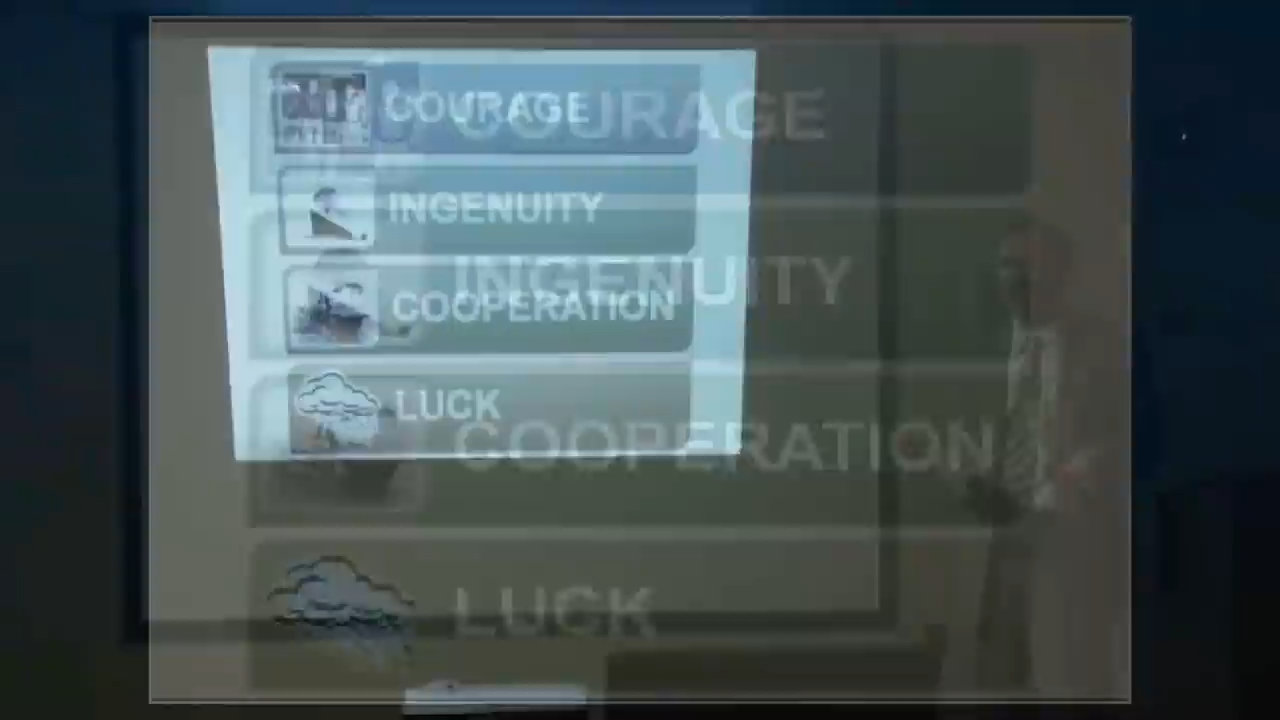 COURAGE
INGENUITY
COOPERATION
LUCK
COURAGE
INGENUITY
COOPERATION
LUCK